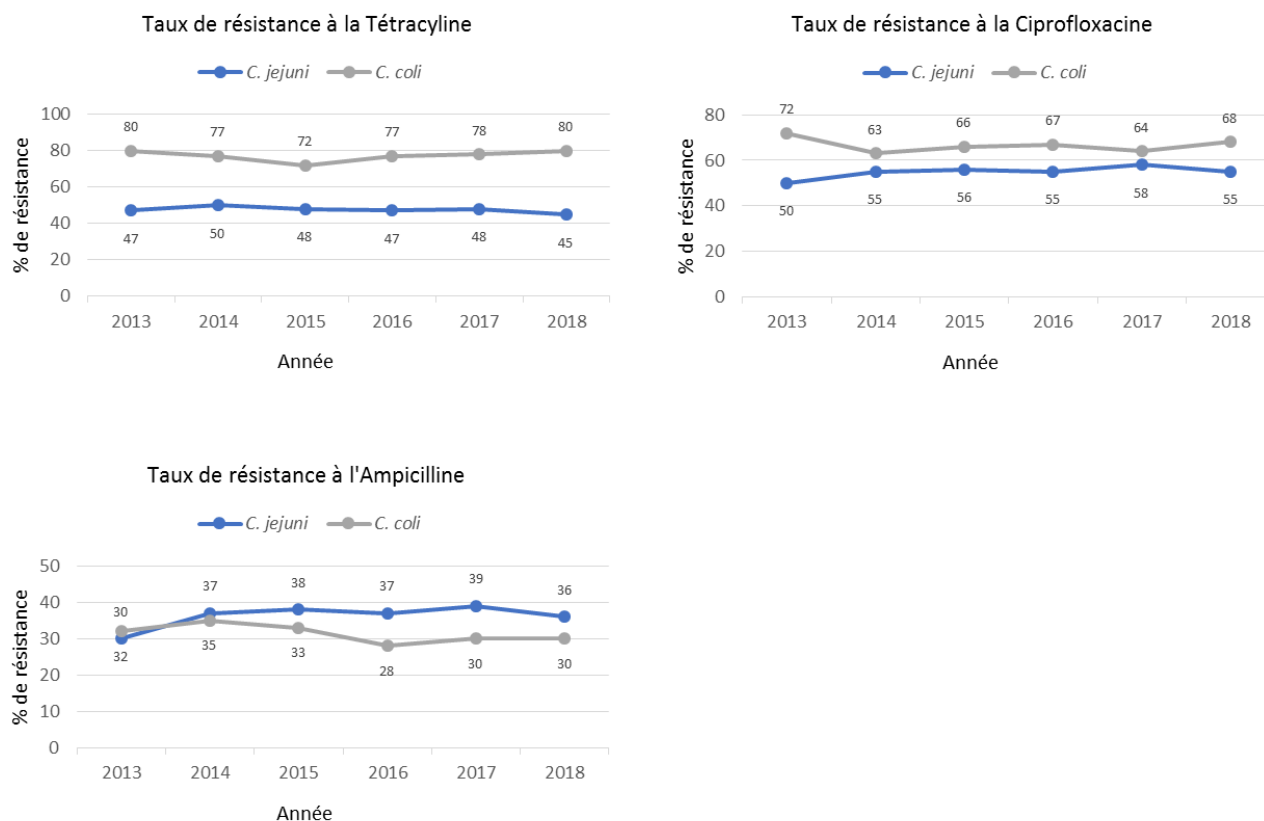 Taux de résistance à la Tétracyline
C. jejuni C. coli
% de résistance
100
80
60
40
20
0
80 77 72 77 78 80
47 50 48 47 48 45
2013 2014 2015 2016 2017 2018
Année
Taux de résistance à la Ciprofloxacine
C. jejuni C. coli
% de résistance
80
60
40
20
0
72 63 66 67 64 68
50 55 56 55 58 55
2013 2014 2015 2016 2017 2018
Année
Taux de résistance à l'Ampicilline
C. jejuni C. coli
% de résistance
50
40
30
20
10
0
30 37 38 37 39 36
32 35 33 28 30 30
2013 2014 2015 2016 2017 2018
Année